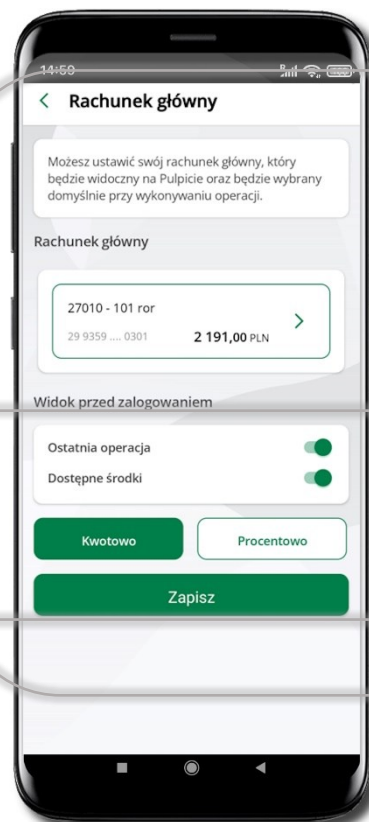 14:59
Rachunek główny
Możesz ustawić swój rachunek główny, który
będzie widoczny na Pulpicie oraz będzie wybrany
domyślnie przy wykonywaniu operacji.
Rachunek główny
27010 - 101 ror
29 9359 .... 0301 2 191,00 PLN
Widok przed zalogowaniem
Ostatnia operacja
Dostępne środki
Kwotowo Procentowo
Zapisz